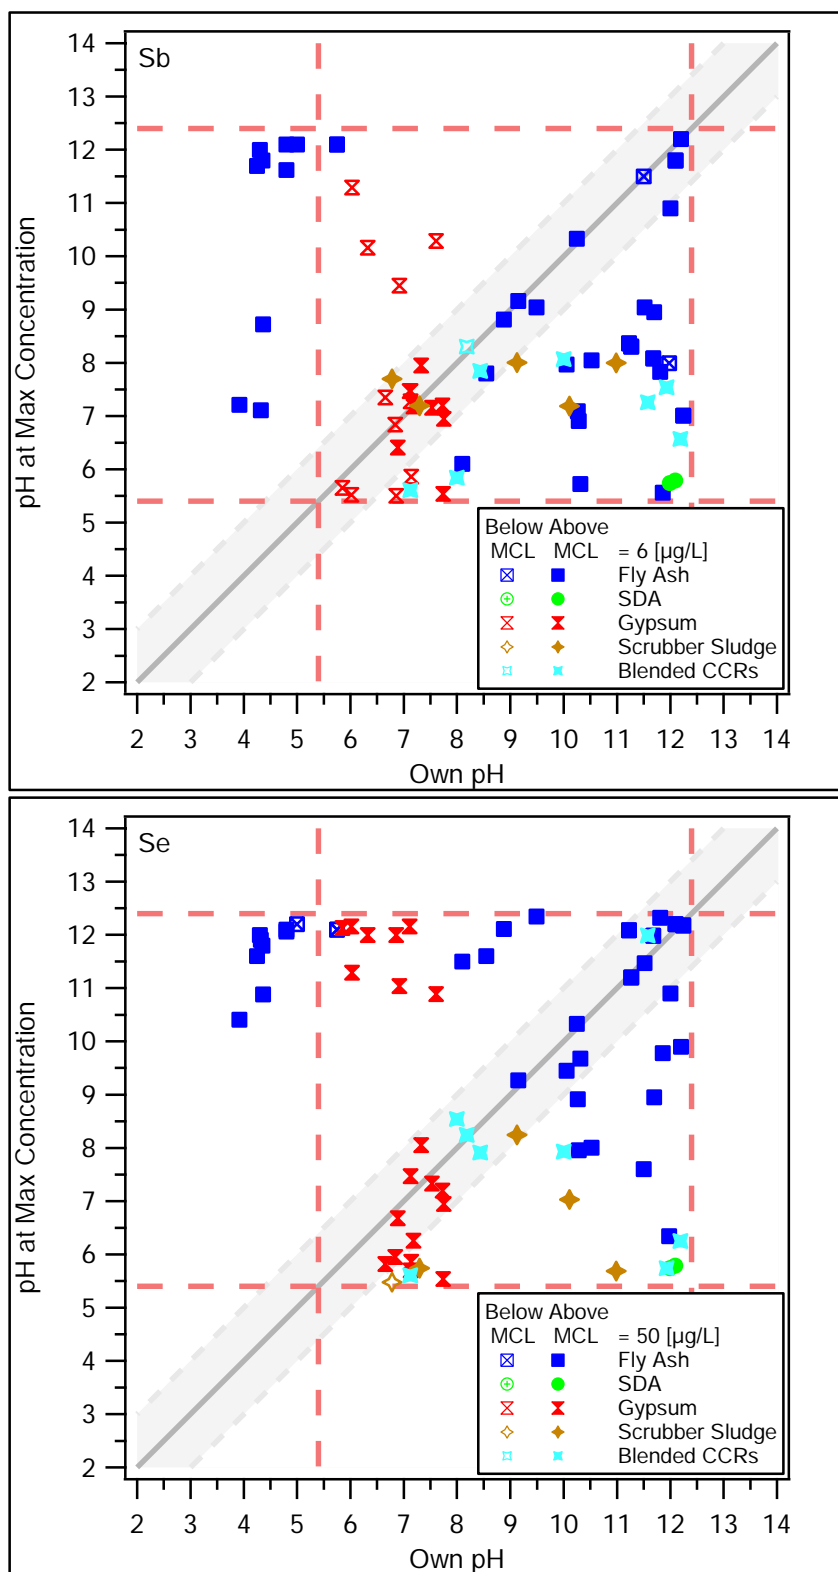 Sb
14
13
12
11
10
9
8
7
6
5
4
3
2
pH at Max Concentration
Below Above
MCL MCL = 6 [µg/L]
Fly Ash
SDA
Gypsum
Scrubber Sludge
Blended CCRs
2 3 4 5 6 7 8 9 10 11 12 13 14
Own pH
Se
14
13
12
11
10
9
8
7
6
5
4
3
2
pH at Max Concentration
Below Above
MCL MCL = 50 [µg/L]
Fly Ash
SDA
Gypsum
Scrubber Sludge
Blended CCRs
2 3 4 5 6 7 8 9 10 11 12 13 14
Own pH